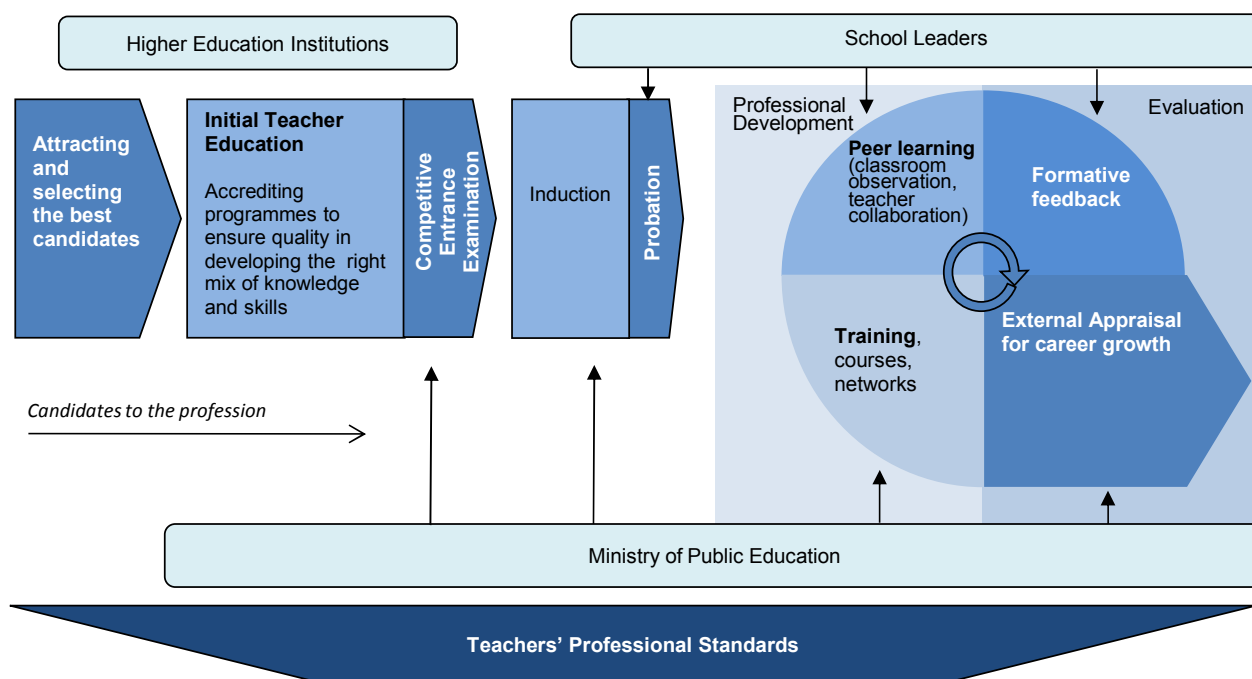 Higher Education Institutions
School Leaders
Attracting
and
selecting
the best
candidates
Initial Teacher
Education
Accrediting
programmes to
ensure quality in
developing the right
mix of knowledge
and skills
Competitive
Entrance
Examination
Induction
Probation
Professional
Development
Evaluation
Peer learning
(classroom
observation,
teacher
collaboration)
Formative
feedback
Training,
courses,
networks
External Appraisal
for career growth
Candidates to the profession
Ministry of Public Education
Teachers’ Professional Standards